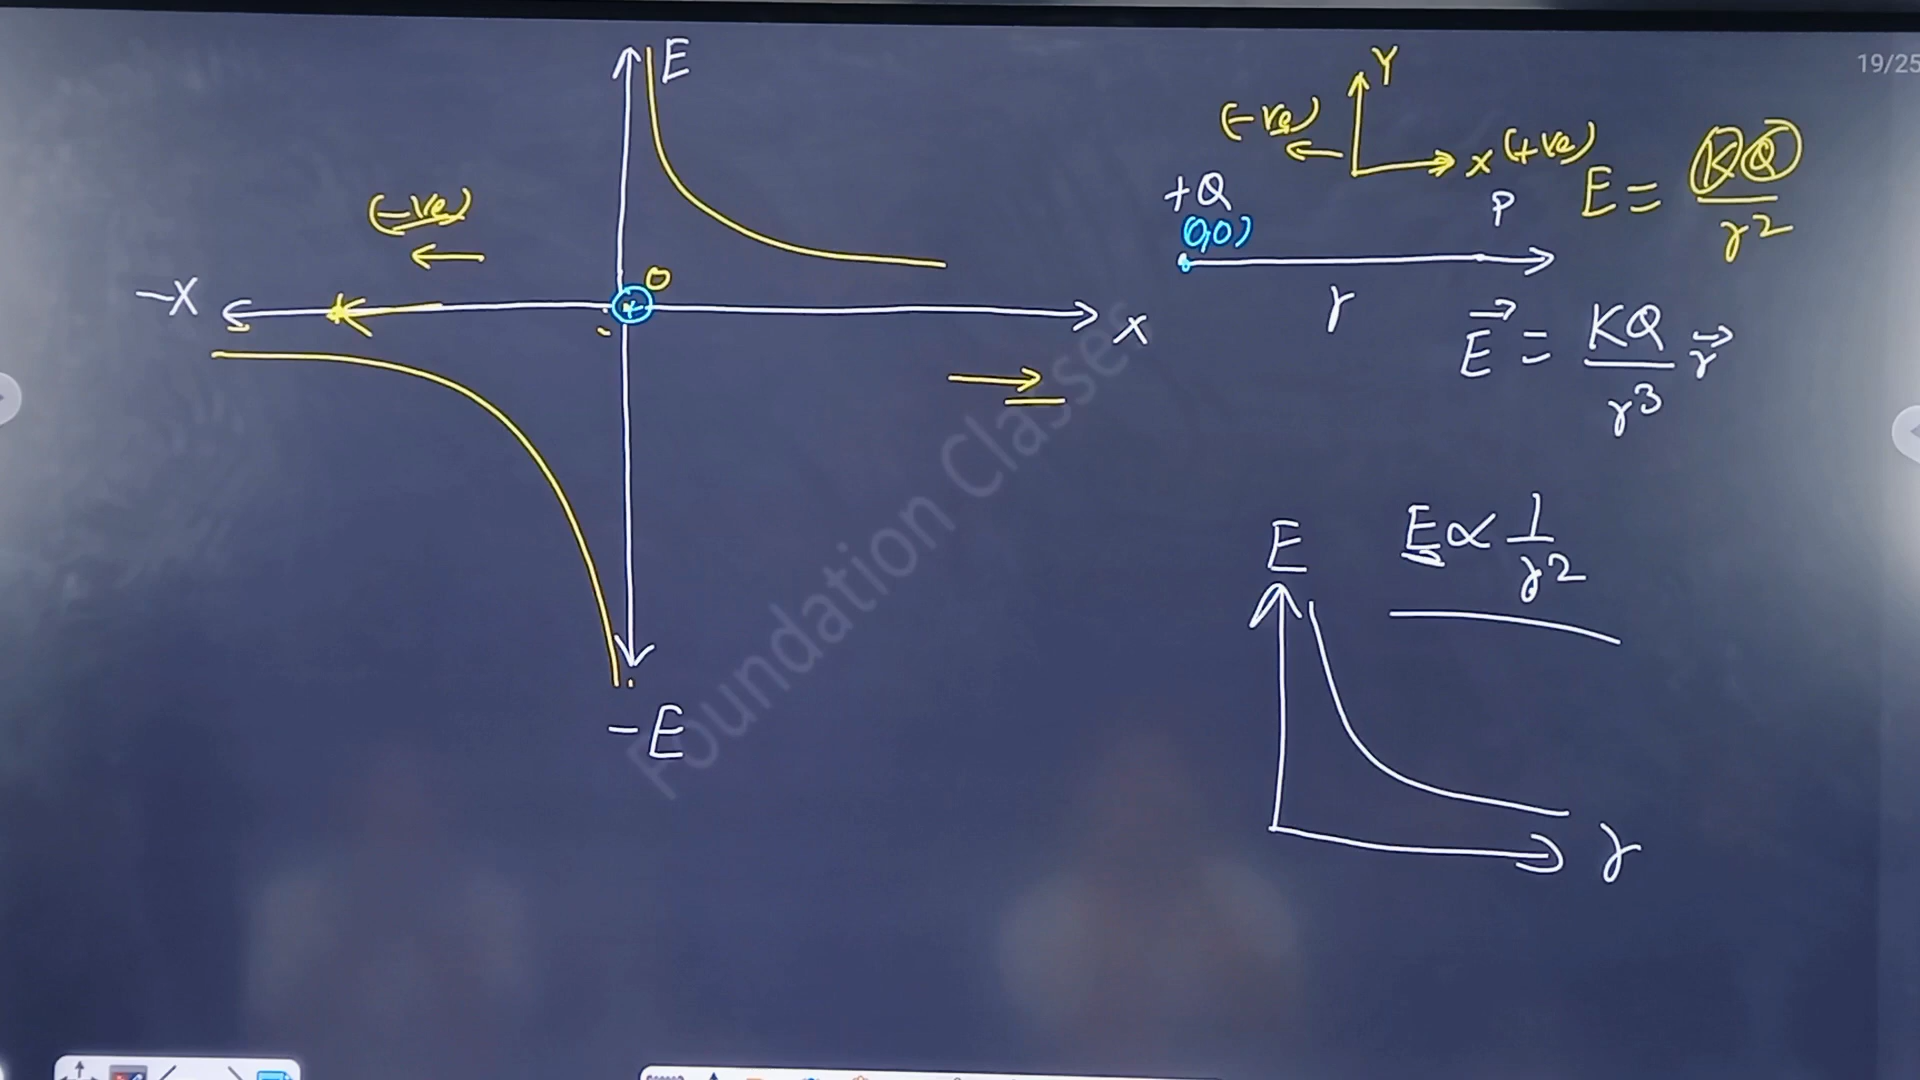 19/25
E
(-ve)
-X
O
X
-E
Y
(-ve)
X (+ve)
+Q
(0,0)
P
r
E = KQ/r2
E⃗ = KQ/r3 r⃗
E ∝ 1/r2
E
r
Foundation Classes